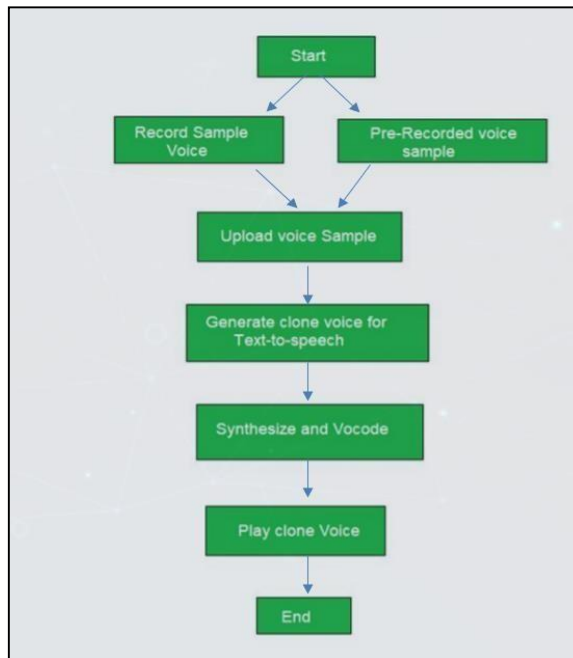 Start
Record Sample
Voice
Pre-Recorded voice
sample
Upload voice Sample
Generate clone voice for
Text-to-speech
Synthesize and Vocode
Play clone Voice
End